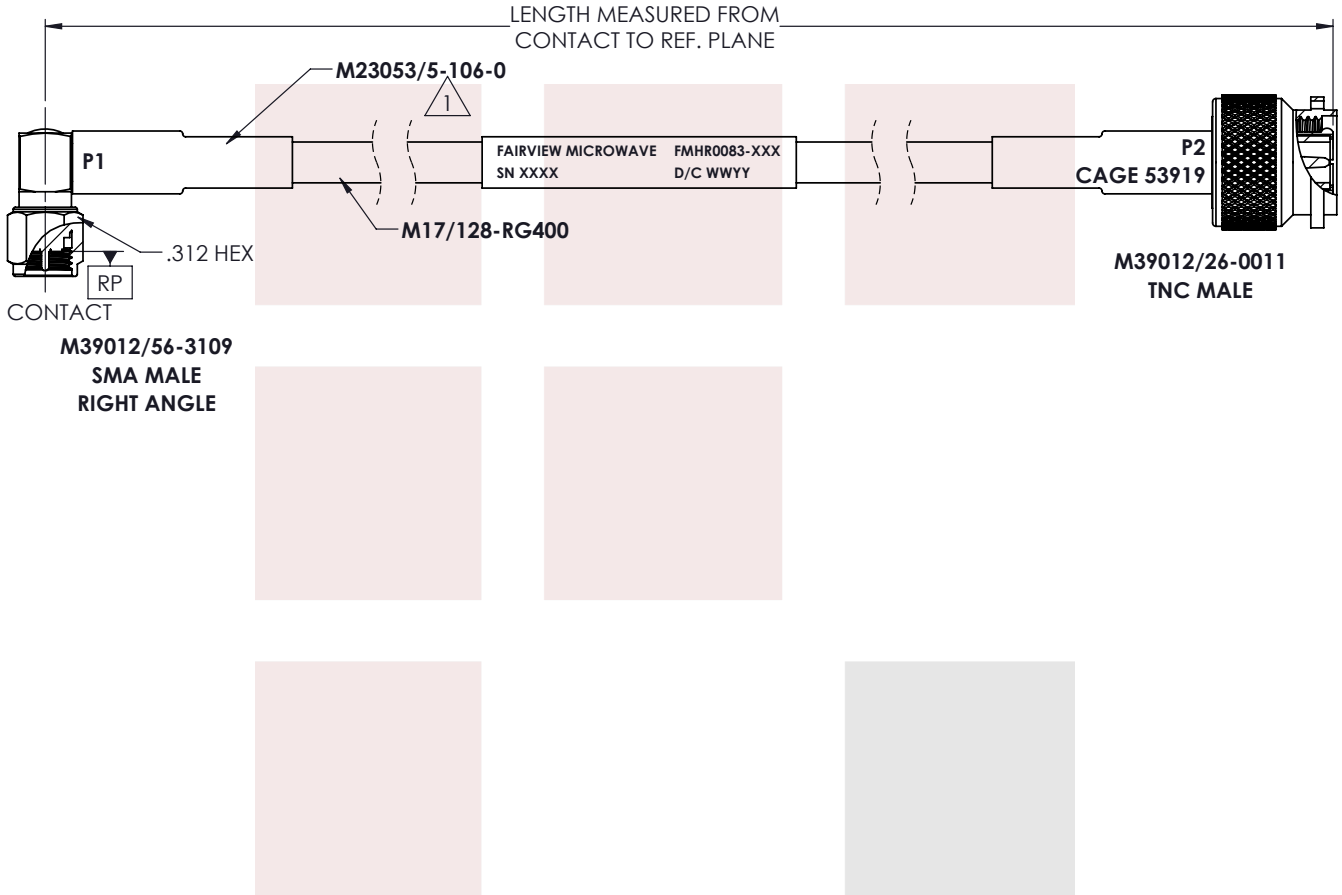 LENGTH MEASURED FROM
CONTACT TO REF. PLANE
M23053/5-106-0
1
P1
FAIRVIEW MICROWAVE FMHR0083-XXX
SN XXXX D/C WWYY
P2
CAGE 53919
M17/128-RG400
.312 HEX
RP
CONTACT
M39012/56-3109
SMA MALE
RIGHT ANGLE
M39012/26-0011
TNC MALE